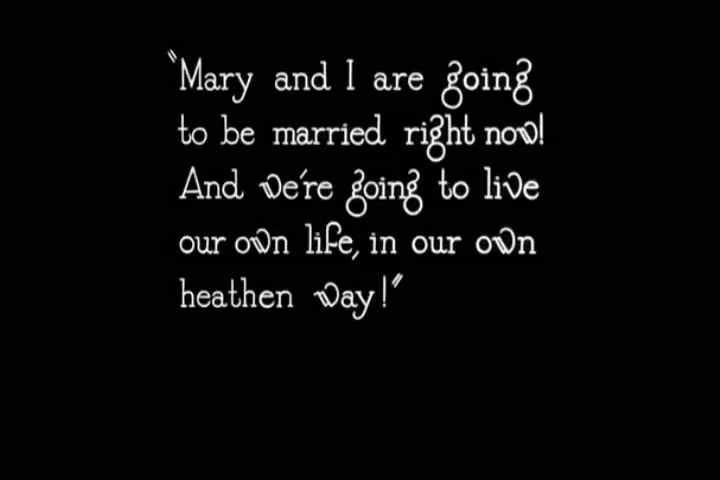 "Mary and I are going
to be married right now!
And we're going to live
our own life, in our own
heathen way!"